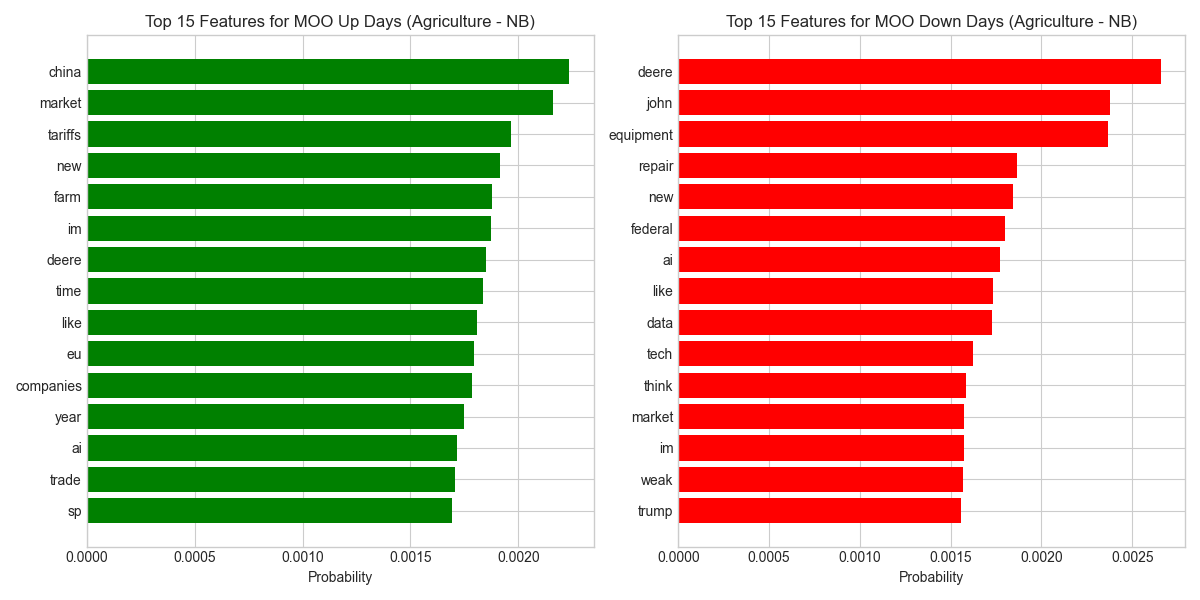 Top 15 Features for MOO Up Days (Agriculture - NB)
china
market
tariffs
new
farm
im
deere
time
like
eu
companies
year
ai
trade
sp
0.0000 0.0005 0.0010 0.0015 0.0020
Probability
Top 15 Features for MOO Down Days (Agriculture - NB)
deere
john
equipment
repair
new
federal
ai
like
data
tech
think
market
im
weak
trump
0.0000 0.0005 0.0010 0.0015 0.0020 0.0025
Probability